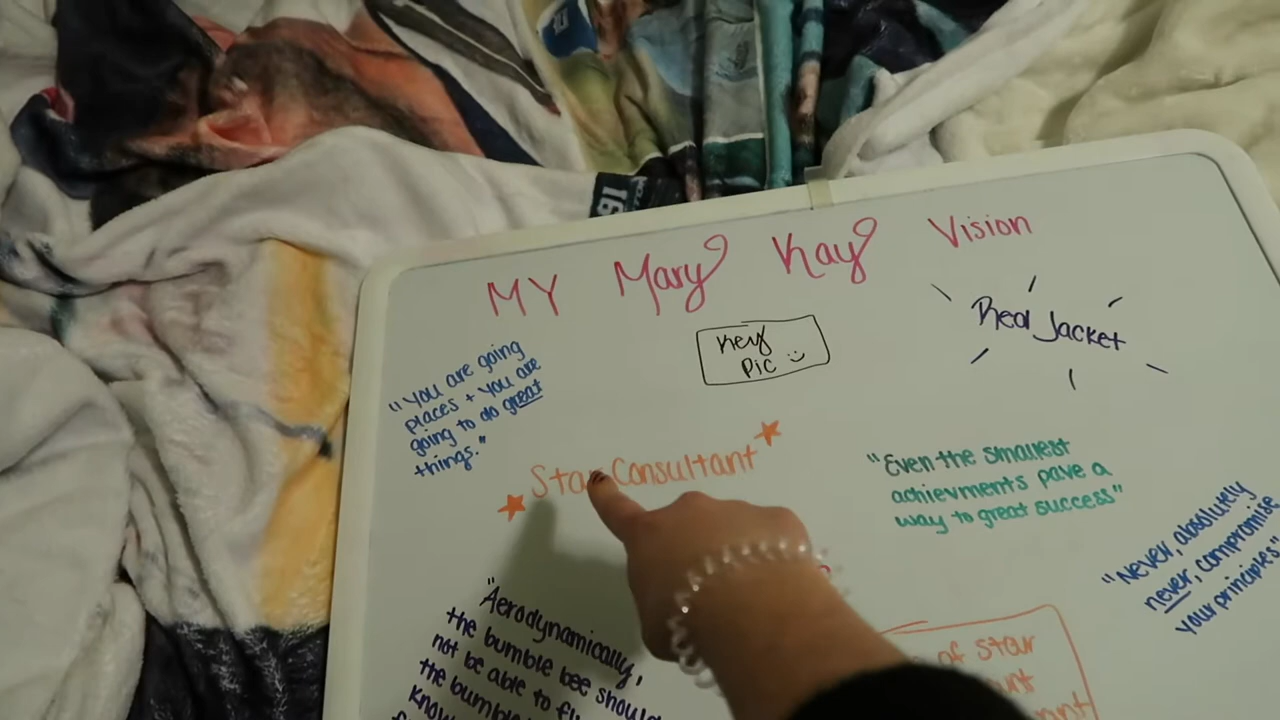 MY Mary Kay Vision
Key
Pic
Red Jacket
"You are going
places + you are
going to do great
things."
Star Consultant
"Even the smallest
achievments pave a
way to great success"
"Never, absolutely
never, compromise
your principles"
"Aerodynamically,
the bumble bee should
not be able to
the bumble
of star